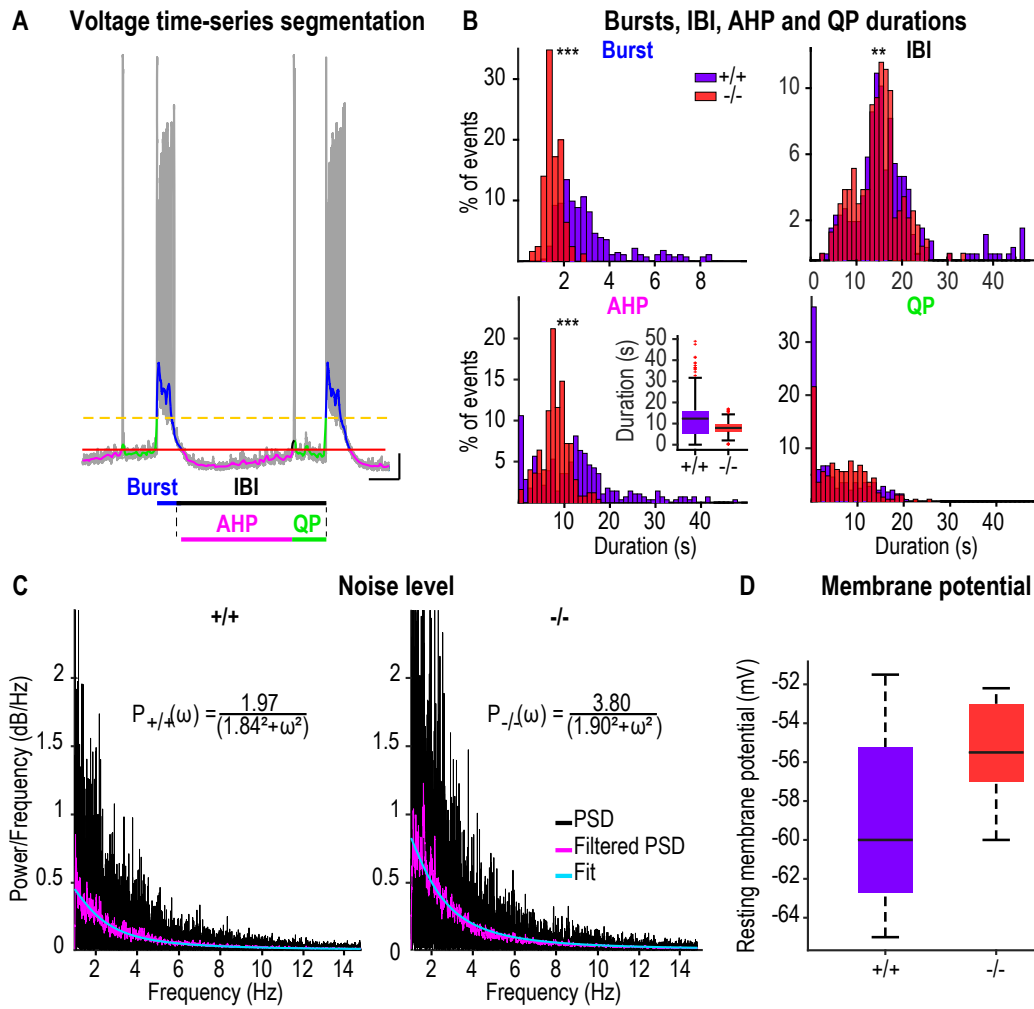 A Voltage time-series segmentation
Burst IBI
AHP QP
B Bursts, IBI, AHP and QP durations
Burst
***
+/+
-/-
% of events
30
20
10
2 4 6 8
** IBI
10
6
2
0 10 20 30 40
AHP
***
% of events
20
15
10
5
10 20 30 40
Duration (s)
Duration (s)
50
40
30
20
10
0
+/+ -/-
QP
30
20
10
0 10 20 30 40
Duration (s)
C Noise level
+/+
Power/Frequency (dB/Hz)
2
1.5
1
0.5
0
P+/+(ω) = 1.97
(1.84²+ω²)
2 4 6 8 10 12 14
Frequency (Hz)
-/-
2
1.5
1
0.5
0
P-/-(ω) = 3.80
(1.90²+ω²)
PSD
Filtered PSD
Fit
2 4 6 8 10 12 14
Frequency (Hz)
D Membrane potential
Resting membrane potential (mV)
-52
-54
-56
-58
-60
-62
-64
+/+ -/-